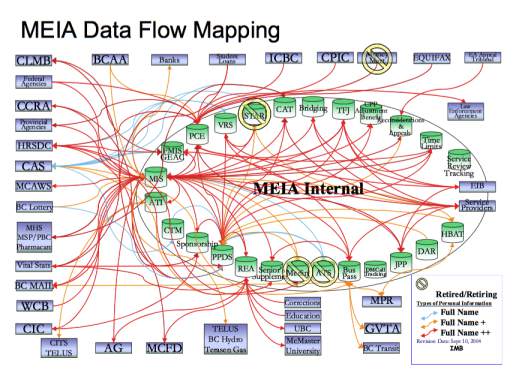 MEIA Data Flow Mapping
CLMB
BCAA
Banks
Student
Loans
ICBC
CPIC
EQUIFAX
EA Appeal
Tribunal
Federal
Agencies
CCRA
Provincial
Agencies
HRSDC
CAS
MCAWS
BC Lottery
MHS
MSP/PBC
Pharmacare
Vital Stats
BC MAIL
WCB
CIC
CITS
TELUS
AG
MCFD
TELUS
BC Hydro
Terasen Gas
Corrections
Education
UBC
McMaster
University
MPR
GVTA
BC Transit
Law
Enforcement
Agencies
EIB
Service
Providers
STAR
CAT
Bridging
TFJ
CPP
Adjustment
Benefit
Reconsiderations
&
Appeals
Time
Limits
Service
Review
Tracking
VRS
PCE
FMIS
GEAC
MIS
ATI
CTM
Sponsorship
PPDS
REA
Senior
Supplement
ATS
Bus
Pass
Tracking
JPP
DAR
HBAT
MEIA Internal
Retired/Retiring
Types of Personal Information
Full Name
Full Name +
Full Name ++
Revision Date: Sept 10, 2004
IMB